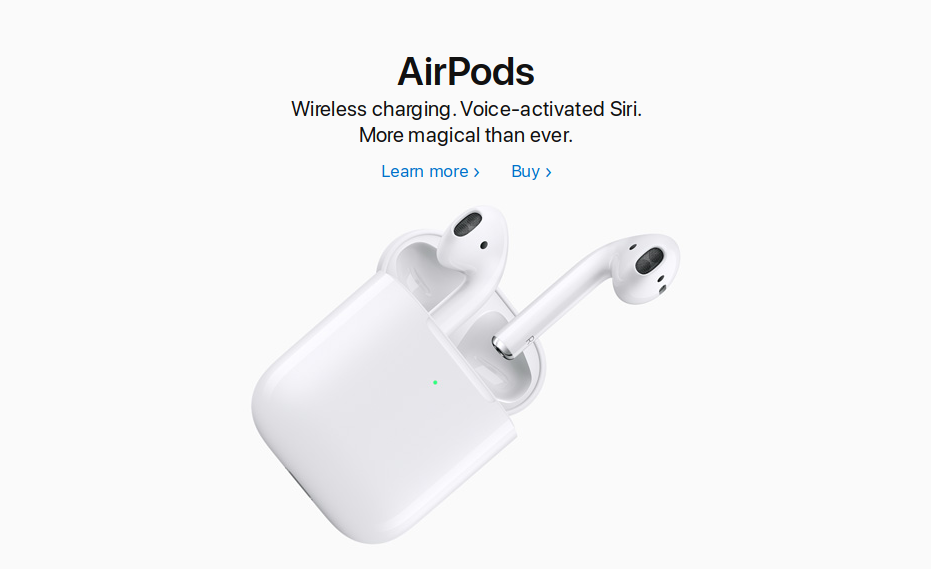 AirPods
Wireless charging. Voice-activated Siri.
More magical than ever.
Learn more › Buy ›